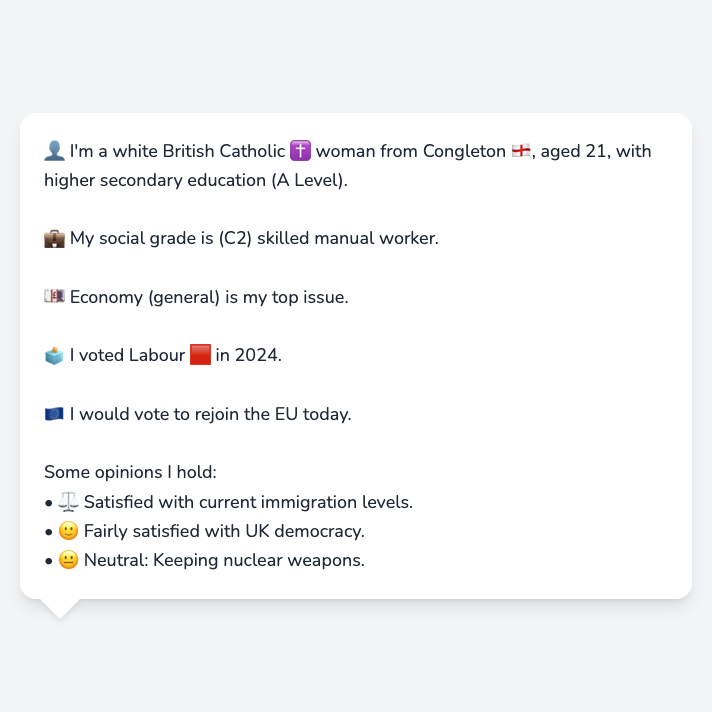 👤 I'm a white British Catholic ✝️ woman from Congleton 🏴󠁧󠁢󠁥󠁮󠁧󠁿, aged 21, with
higher secondary education (A Level).
💼 My social grade is (C2) skilled manual worker.
💷 Economy (general) is my top issue.
🗳️ I voted Labour 🟥 in 2024.
🇪🇺 I would vote to rejoin the EU today.
Some opinions I hold:
• ⚖️ Satisfied with current immigration levels.
• 🙂 Fairly satisfied with UK democracy.
• 😐 Neutral: Keeping nuclear weapons.